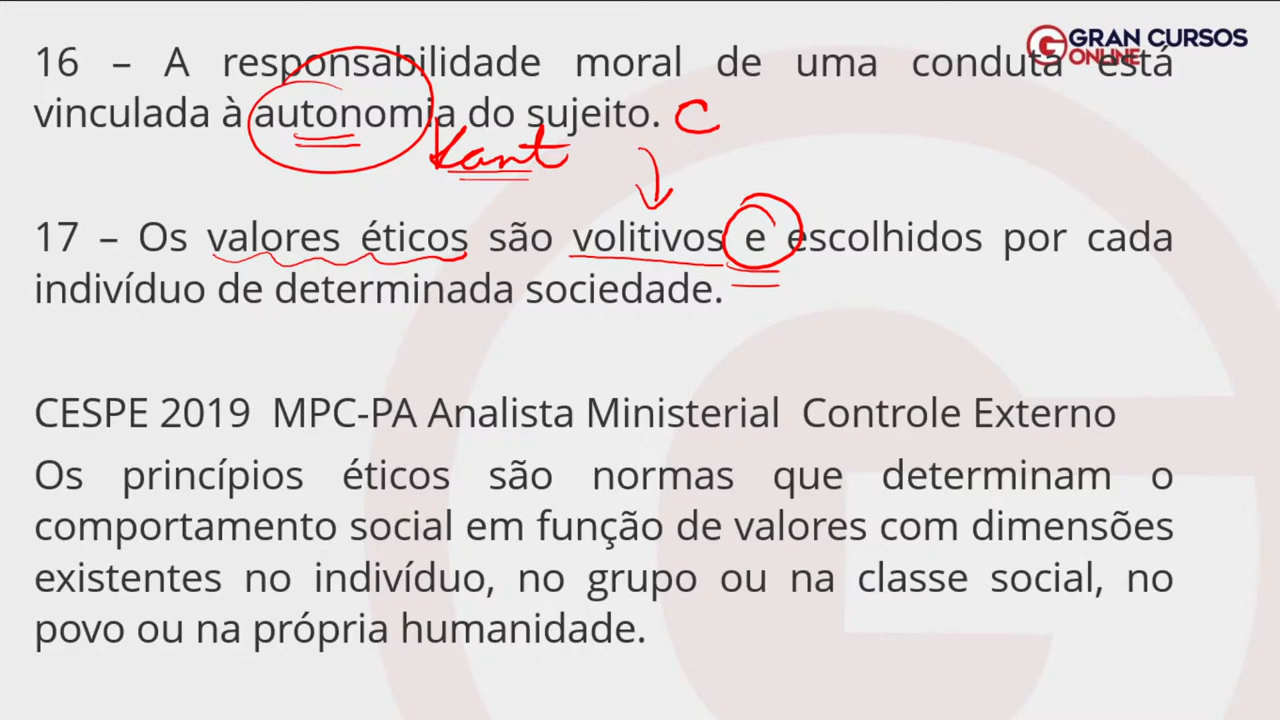 GRAN CURSOS
ONLINE
16 – A responsabilidade moral de uma conduta está
vinculada à autonomia do sujeito. C
Kant
17 – Os valores éticos são volitivos e escolhidos por cada
indivíduo de determinada sociedade.
CESPE 2019 MPC-PA Analista Ministerial Controle Externo
Os princípios éticos são normas que determinam o
comportamento social em função de valores com dimensões
existentes no indivíduo, no grupo ou na classe social, no
povo ou na própria humanidade.